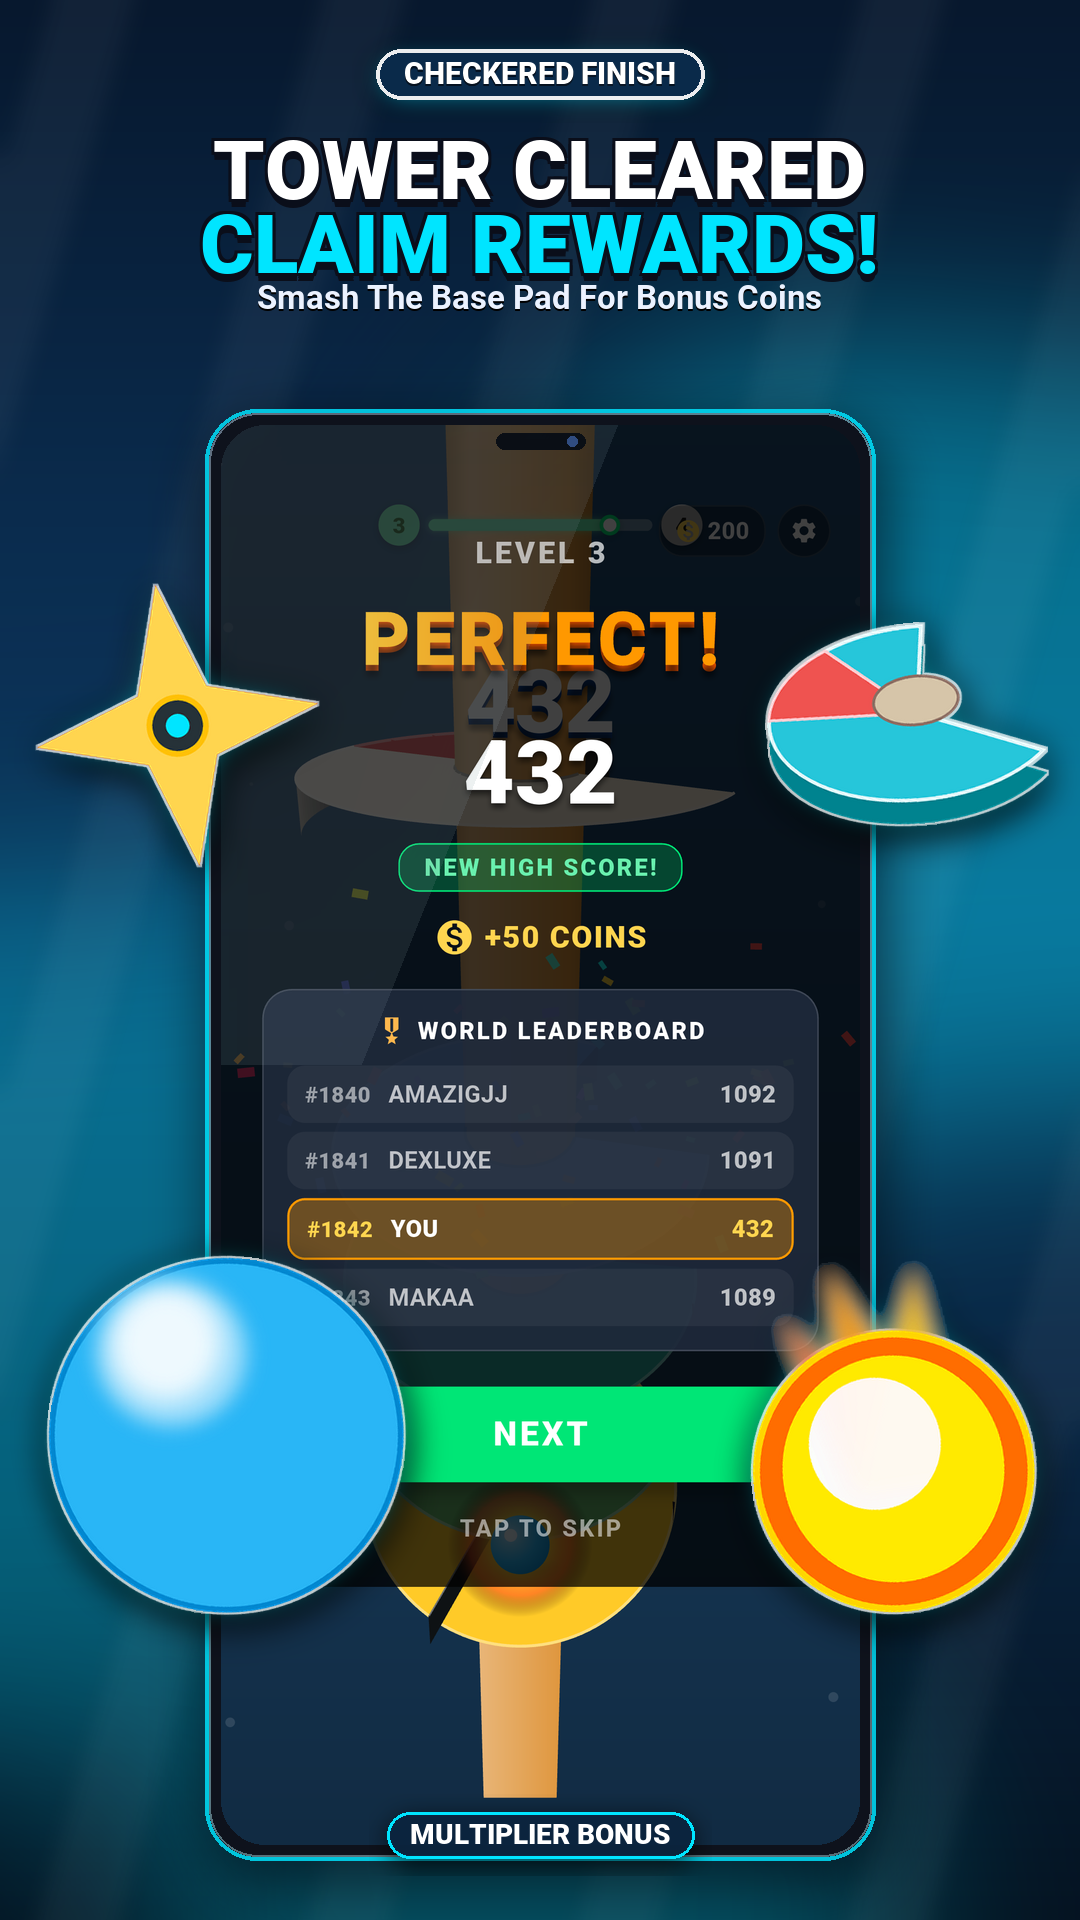 CHECKERED FINISH
TOWER CLEARED
CLAIM REWARDS!
Smash The Base Pad For Bonus Coins
3
200
LEVEL 3
PERFECT!
432
432
NEW HIGH SCORE!
+50 COINS
WORLD LEADERBOARD
#1840 AMAZIGJJ 1092
#1841 DEXLUXE 1091
#1842 YOU 432
43 MAKAA 1089
NEXT
TAP TO SKIP
MULTIPLIER BONUS